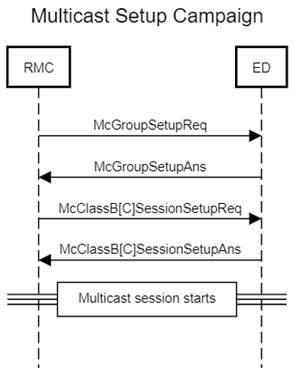 Multicast Setup Campaign
RMC ED
McGroupSetupReq
McGroupSetupAns
McClassB[C]SessionSetupReq
McClassB[C]SessionSetupAns
Multicast session starts